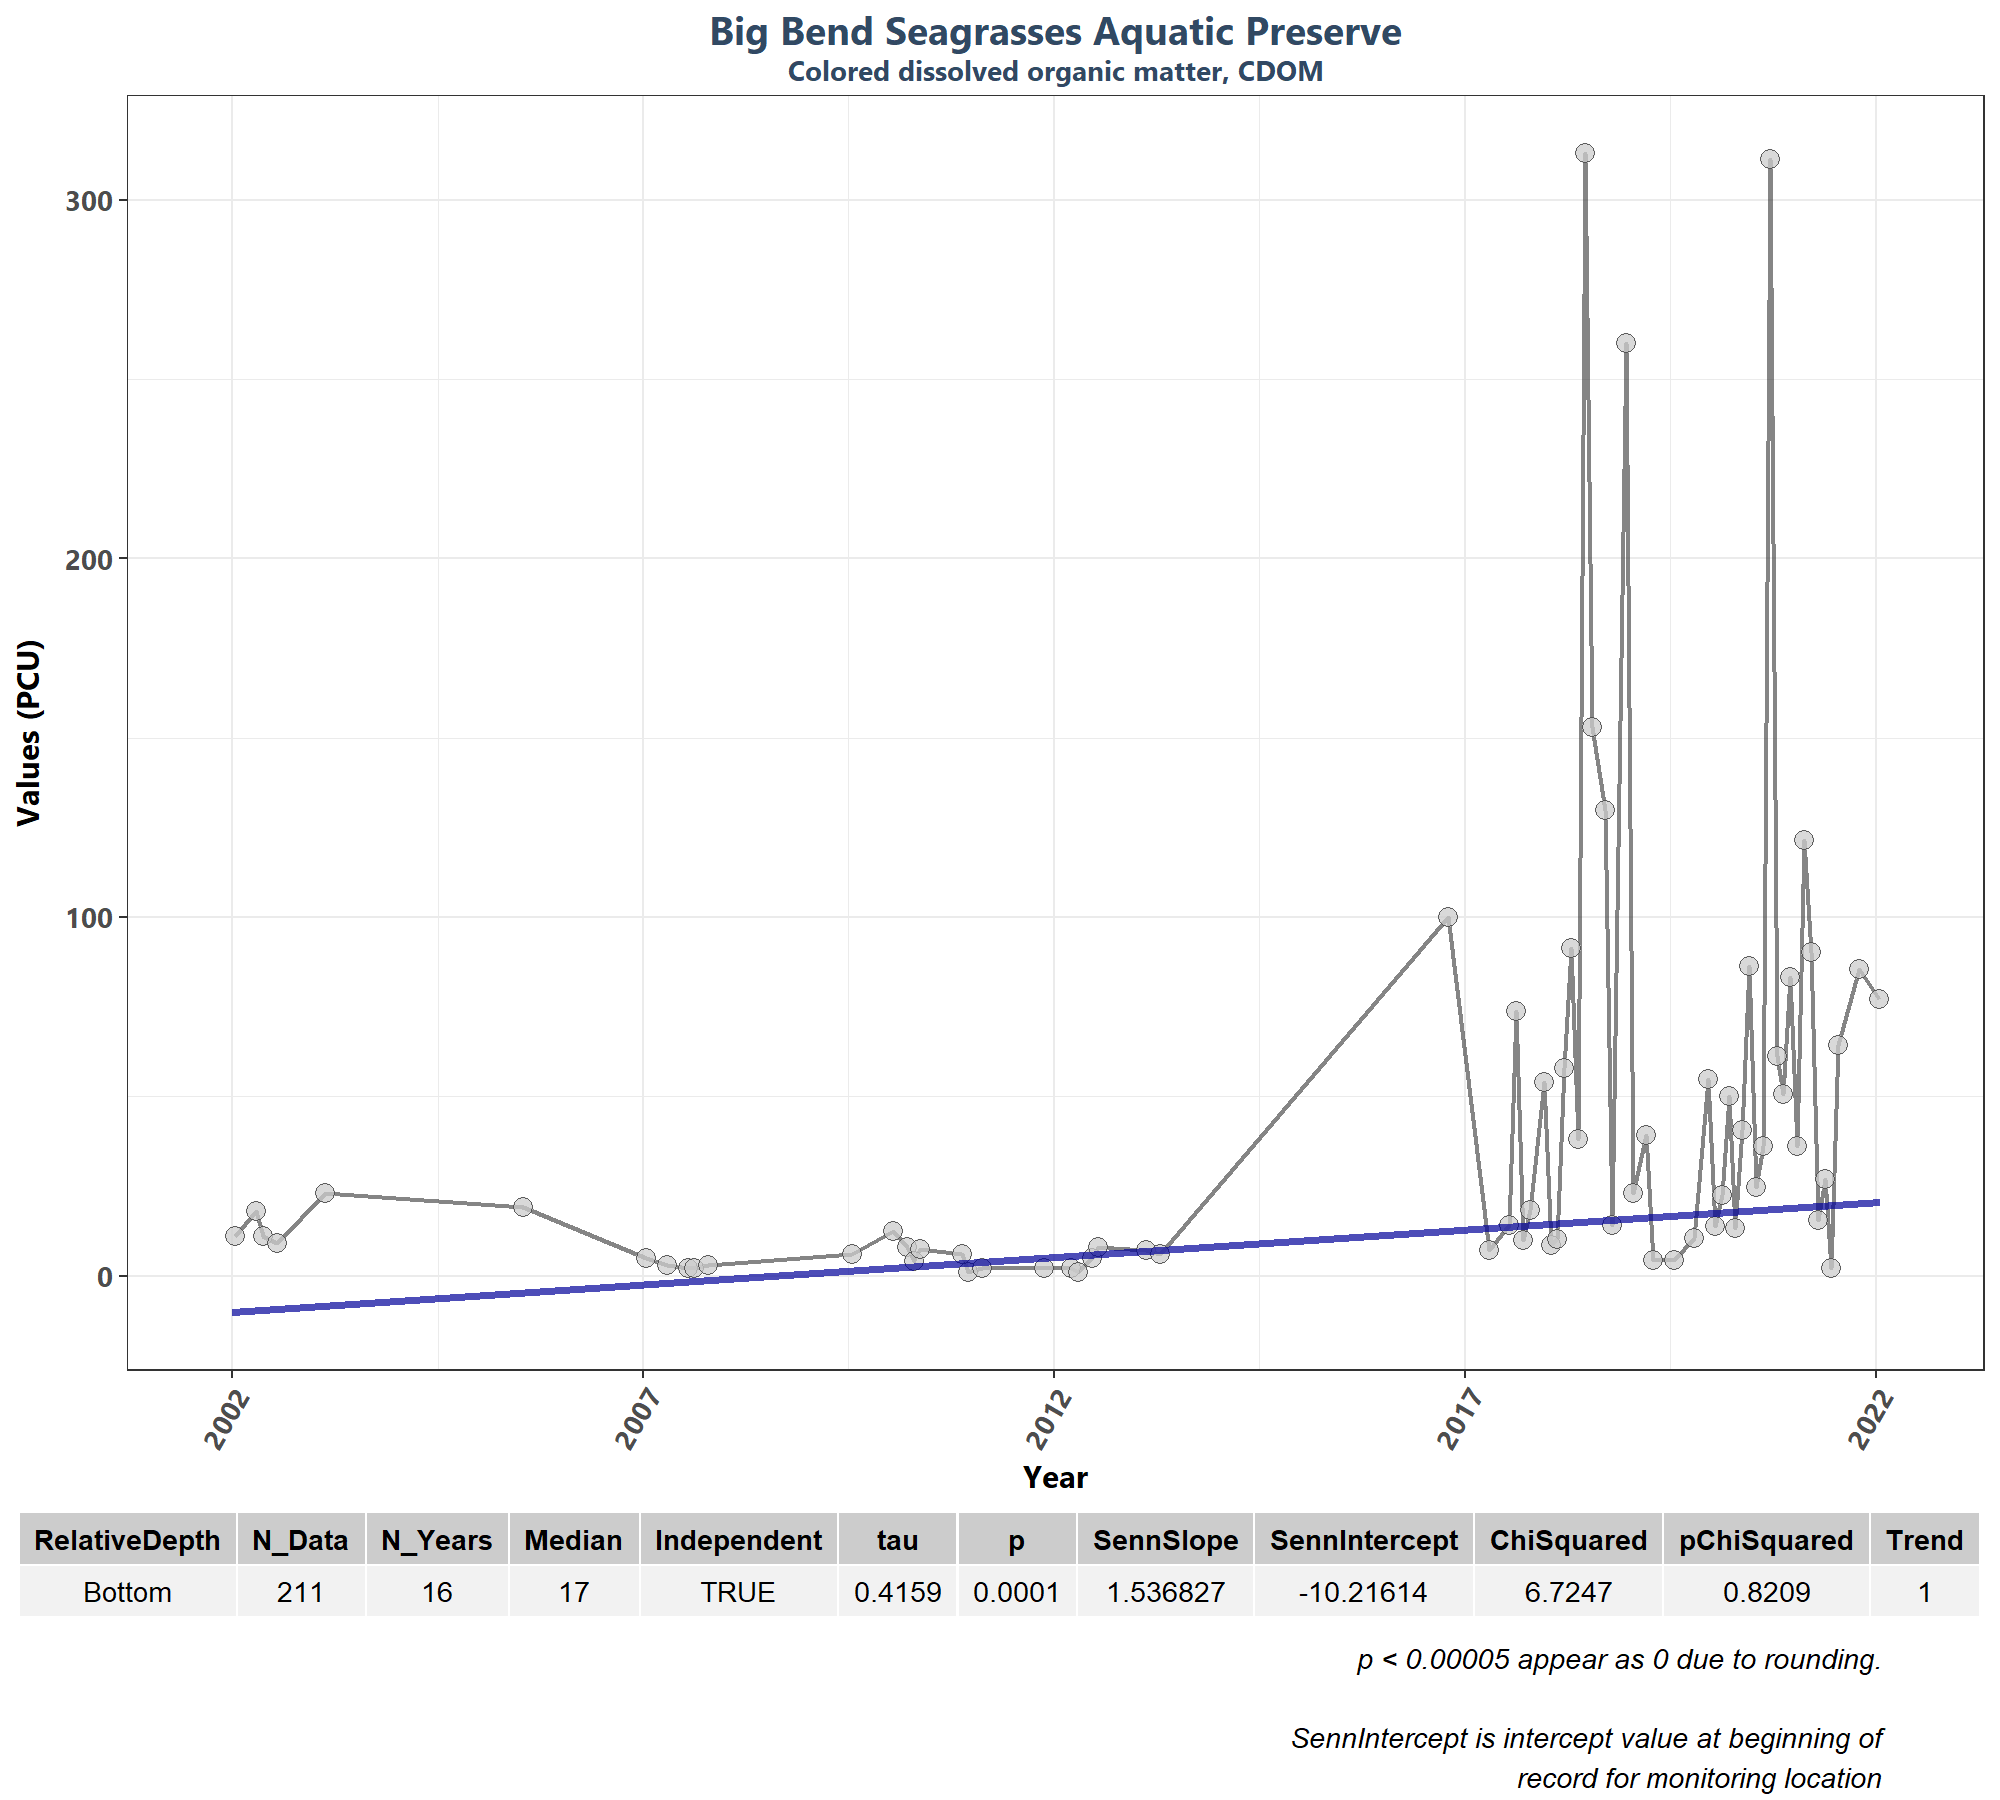 Big Bend Seagrasses Aquatic Preserve
Colored dissolved organic matter, CDOM
Values (PCU)
300
200
100
0
2002 2007 2012 2017 2022
Year
RelativeDepth N_Data N_Years Median Independent tau p SennSlope SennIntercept ChiSquared pChiSquared Trend
Bottom 211 16 17 TRUE 0.4159 0.0001 1.536827 -10.21614 6.7247 0.8209 1
p < 0.00005 appear as 0 due to rounding.
SennIntercept is intercept value at beginning of
record for monitoring location